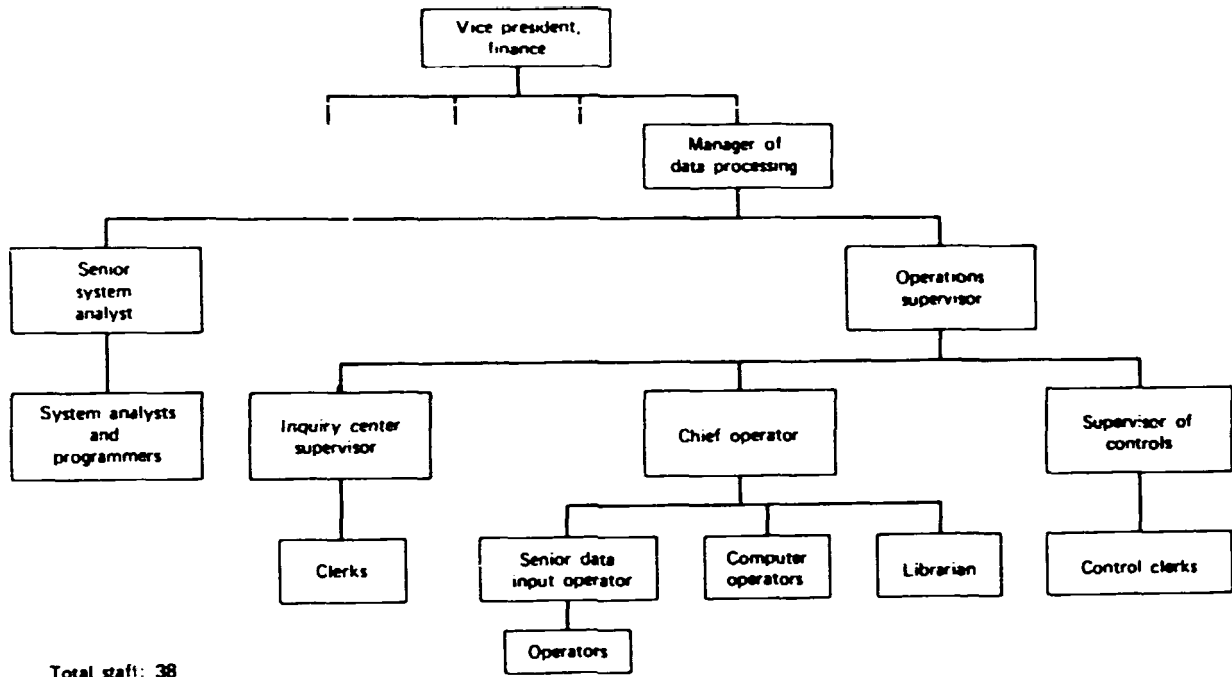 Vice president,
finance
Manager of
data processing
Senior
system
analyst
Operations
supervisor
System analysts
and
programmers
Inquiry center
supervisor
Chief operator
Supervisor of
controls
Clerks
Senior data
input operator
Computer
operators
Librarian
Control clerks
Operators
Total staff: 38